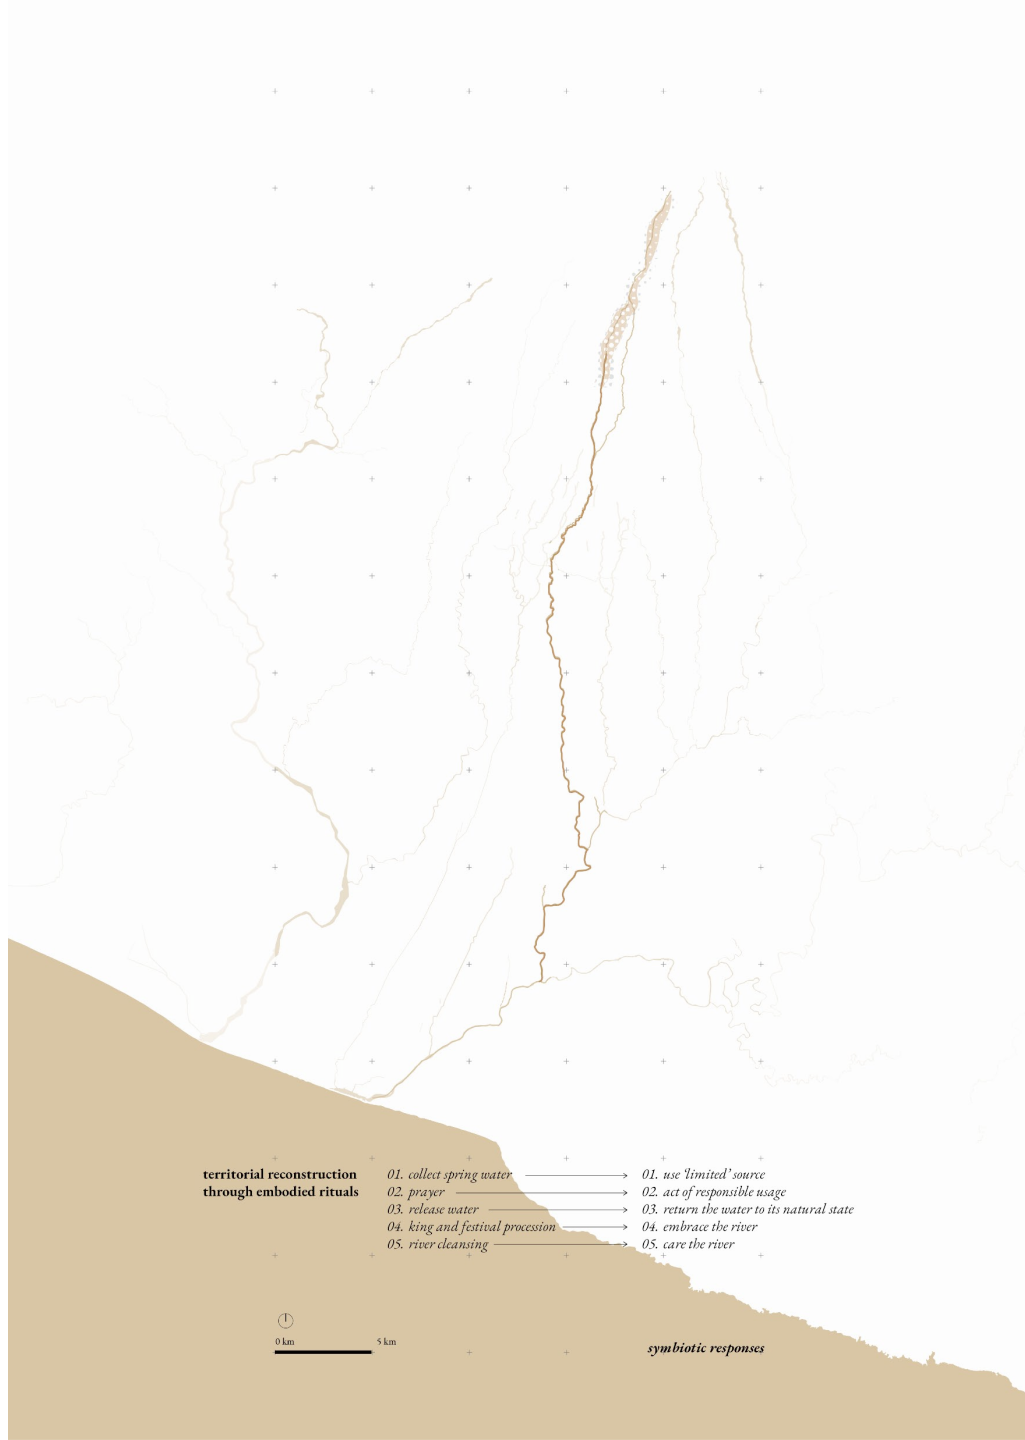 territorial reconstruction
through embodied rituals
01. collect spring water
02. prayer
03. release water
04. king and festival procession
05. river cleansing
01. use ‘limited’ source
02. act of responsible usage
03. return the water to its natural state
04. embrace the river
05. care the river
0 km
5 km
symbiotic responses